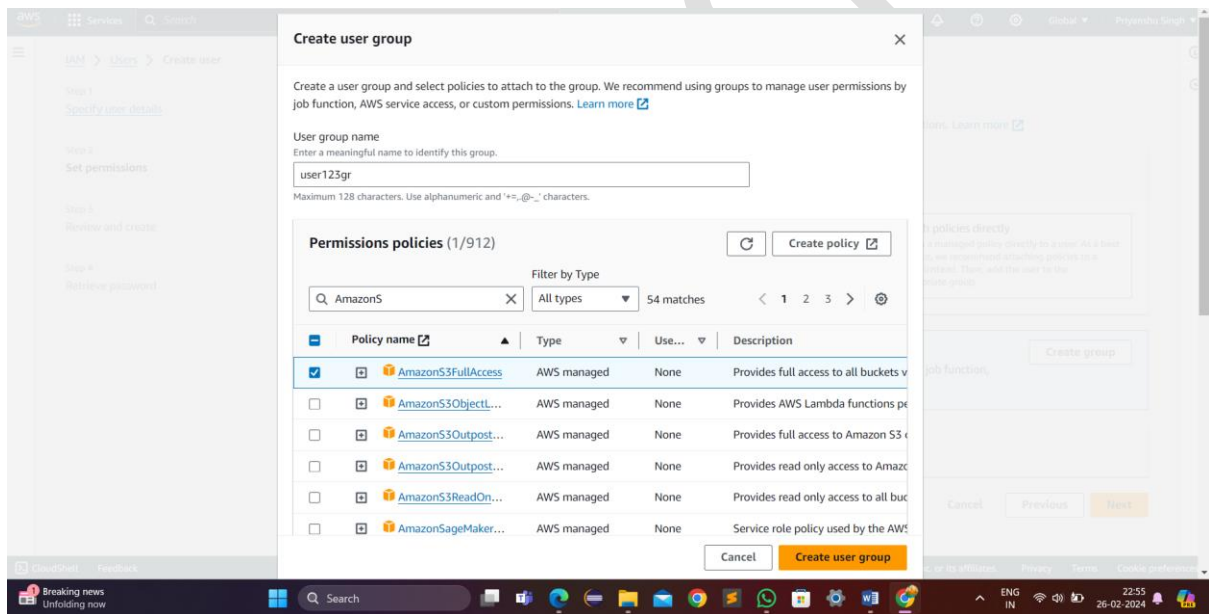 aws
Services
Search
Global
Priyanshu Singh
IAM > Users > Create user
Step 1
Specify user details
Step 2
Set permissions
Step 3
Review and create
Step 4
Retrieve password
Create user group
Create a user group and select policies to attach to the group. We recommend using groups to manage user permissions by
job function, AWS service access, or custom permissions. Learn more
User group name
Enter a meaningful name to identify this group.
user123gr
Maximum 128 characters. Use alphanumeric and '+=,.@-_' characters.
Permissions policies (1/912)
Create policy
Filter by Type
AmazonS
All types
54 matches
1 2 3
Policy name Type Use... Description
AmazonS3FullAccess AWS managed None Provides full access to all buckets v
AmazonS3ObjectL... AWS managed None Provides AWS Lambda functions pe
AmazonS3Outpost... AWS managed None Provides full access to Amazon S3 o
AmazonS3Outpost... AWS managed None Provides read only access to Amazo
AmazonS3ReadOn... AWS managed None Provides read only access to all buc
AmazonSageMaker... AWS managed None Service role policy used by the AWS
Cancel
Create user group
Learn more
policies directly.
Create group
job function,
Cancel Previous Next
CloudShell Feedback
its affiliates. Privacy Terms Cookie preferences
Breaking news
Unfolding now
Search
ENG
IN
22:55
26-02-2024